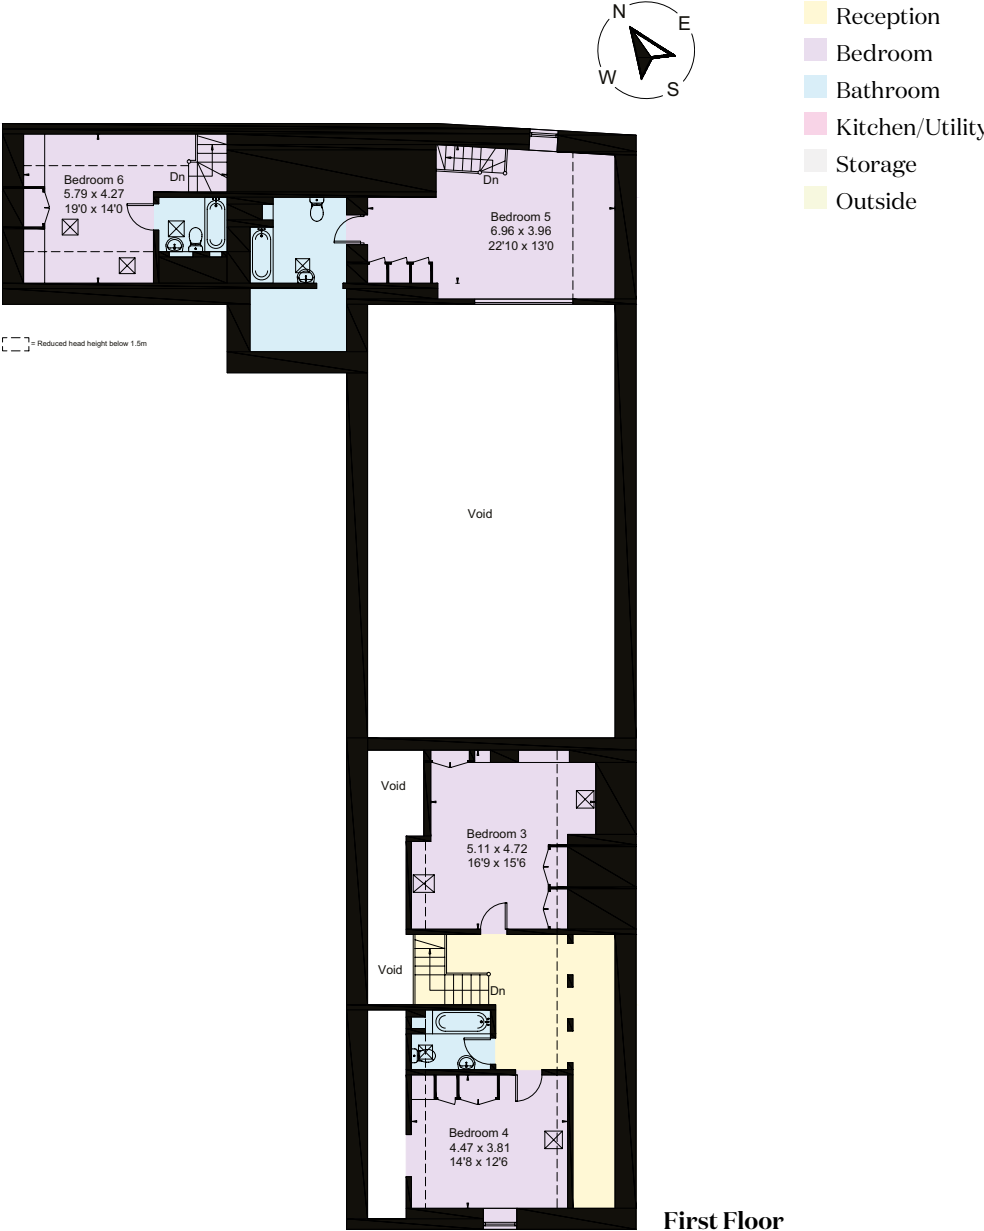 N
E
W
S
Reception
Bedroom
Bathroom
Kitchen/Utility
Storage
Outside
Bedroom 6
5.79 x 4.27
19'0 x 14'0
Dn
Dn
Bedroom 5
6.96 x 3.96
22'10 x 13'0
= Reduced head height below 1.5m
Void
Void
Bedroom 3
5.11 x 4.72
16'9 x 15'6
Void
Dn
Bedroom 4
4.47 x 3.81
14'8 x 12'6
First Floor